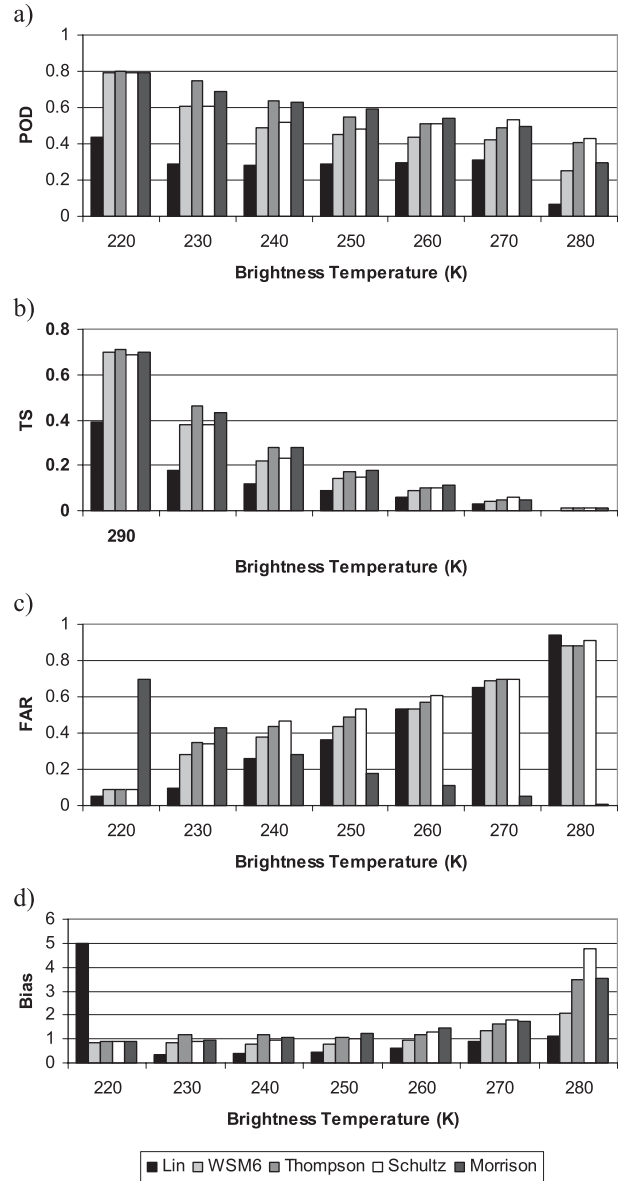 a)
1
0.8
0.6
0.4
0.2
0
POD
220 230 240 250 260 270 280
Brightness Temperature (K)
b)
0.8
0.6
0.4
0.2
0
TS
290
Brightness Temperature (K)
c)
1
0.8
0.6
0.4
0.2
0
FAR
220 230 240 250 260 270 280
Brightness Temperature (K)
d)
6
5
4
3
2
1
0
Bias
220 230 240 250 260 270 280
Brightness Temperature (K)
Lin WSM6 Thompson Schultz Morrison